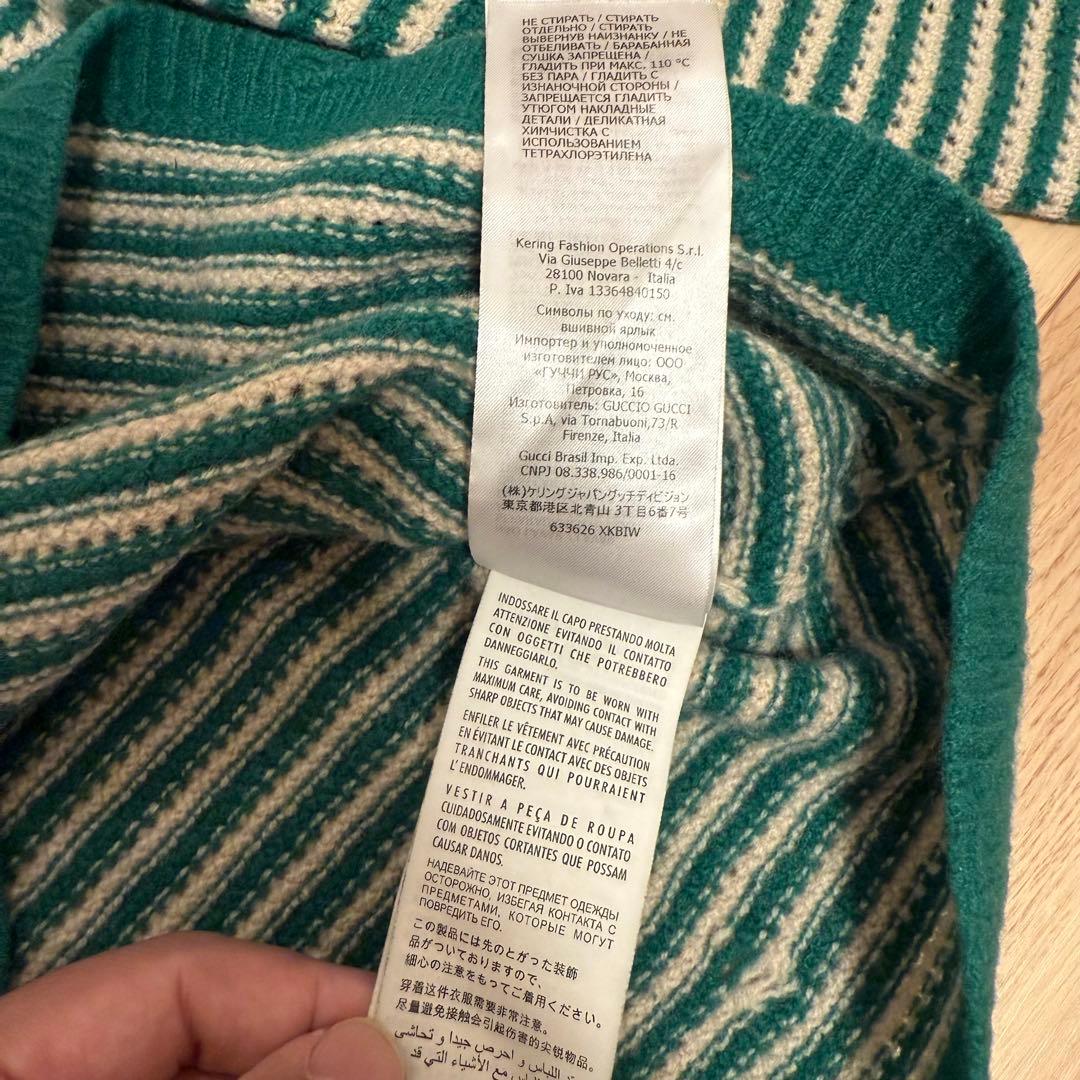 НЕ СТИРАТЬ / СТИРАТЬ
ОТДЕЛЬНО / СТИРАТЬ
ВЫВЕРНУВ НАИЗНАНКУ / НЕ
ОТБЕЛИВАТЬ / БАРАБАННАЯ
СУШКА ЗАПРЕЩЕНА /
ГЛАДИТЬ ПРИ МАКС. 110 °C
БЕЗ ПАРА / ГЛАДИТЬ С
ИЗНАНОЧНОЙ СТОРОНЫ /
ЗАПРЕЩАЕТСЯ ГЛАДИТЬ
УТЮГОМ НАКЛАДНЫЕ
ДЕТАЛИ / ДЕЛИКАТНАЯ
ХИМЧИСТКА С
ИСПОЛЬЗОВАНИЕМ
ТЕТРАХЛОРЭТИЛЕНА
Kering Fashion Operations S.r.l.
Via Giuseppe Belletti 4/c
28100 Novara - Italia
P. Iva 13364840150
Символы по уходу: см.
вшивной ярлык
Импортер и уполномоченное
изготовителем лицо: ООО
«ГУЧЧИ РУС», Москва,
Петровка, 16
Изготовитель: GUCCIO GUCCI
S.p.A, via Tornabuoni,73/R
Firenze, Italia
Gucci Brasil Imp. Exp. Ltda.
CNPJ 08.338.986/0001-16
(株)ケリングジャパングッチディビジョン
東京都港区北青山 3丁目6番7号
633626 XKBIW
INDOSSARE IL CAPO PRESTANDO MOLTA
ATTENZIONE EVITANDO IL CONTATTO
CON OGGETTI CHE POTREBBERO
DANNEGGIARLO.
THIS GARMENT IS TO BE WORN WITH
MAXIMUM CARE, AVOIDING CONTACT WITH
SHARP OBJECTS THAT MAY CAUSE DAMAGE.
ENFILER LE VÊTEMENT AVEC PRÉCAUTION
EN ÉVITANT LE CONTACT AVEC DES OBJETS
TRANCHANTS QUI POURRAIENT
L'ENDOMMAGER.
VESTIR A PEÇA DE ROUPA
CUIDADOSAMENTE EVITANDO O CONTATO
COM OBJETOS CORTANTES QUE POSSAM
CAUSAR DANOS.
НАДЕВАЙТЕ ЭТОТ ПРЕДМЕТ ОДЕЖДЫ
ОСТОРОЖНО, ИЗБЕГАЯ КОНТАКТА С
ПРЕДМЕТАМИ, КОТОРЫЕ МОГУТ
ПОВРЕДИТЬ ЕГО.
この製品には先のとがった装飾
品がついておりますので、
細心の注意をもってご着用ください。
穿着这件衣服需要非常注意。
尽量避免接触会引起伤害的尖锐物品。
اللباس و احرص جيدا و تحاشى
مع الأشياء التي قد